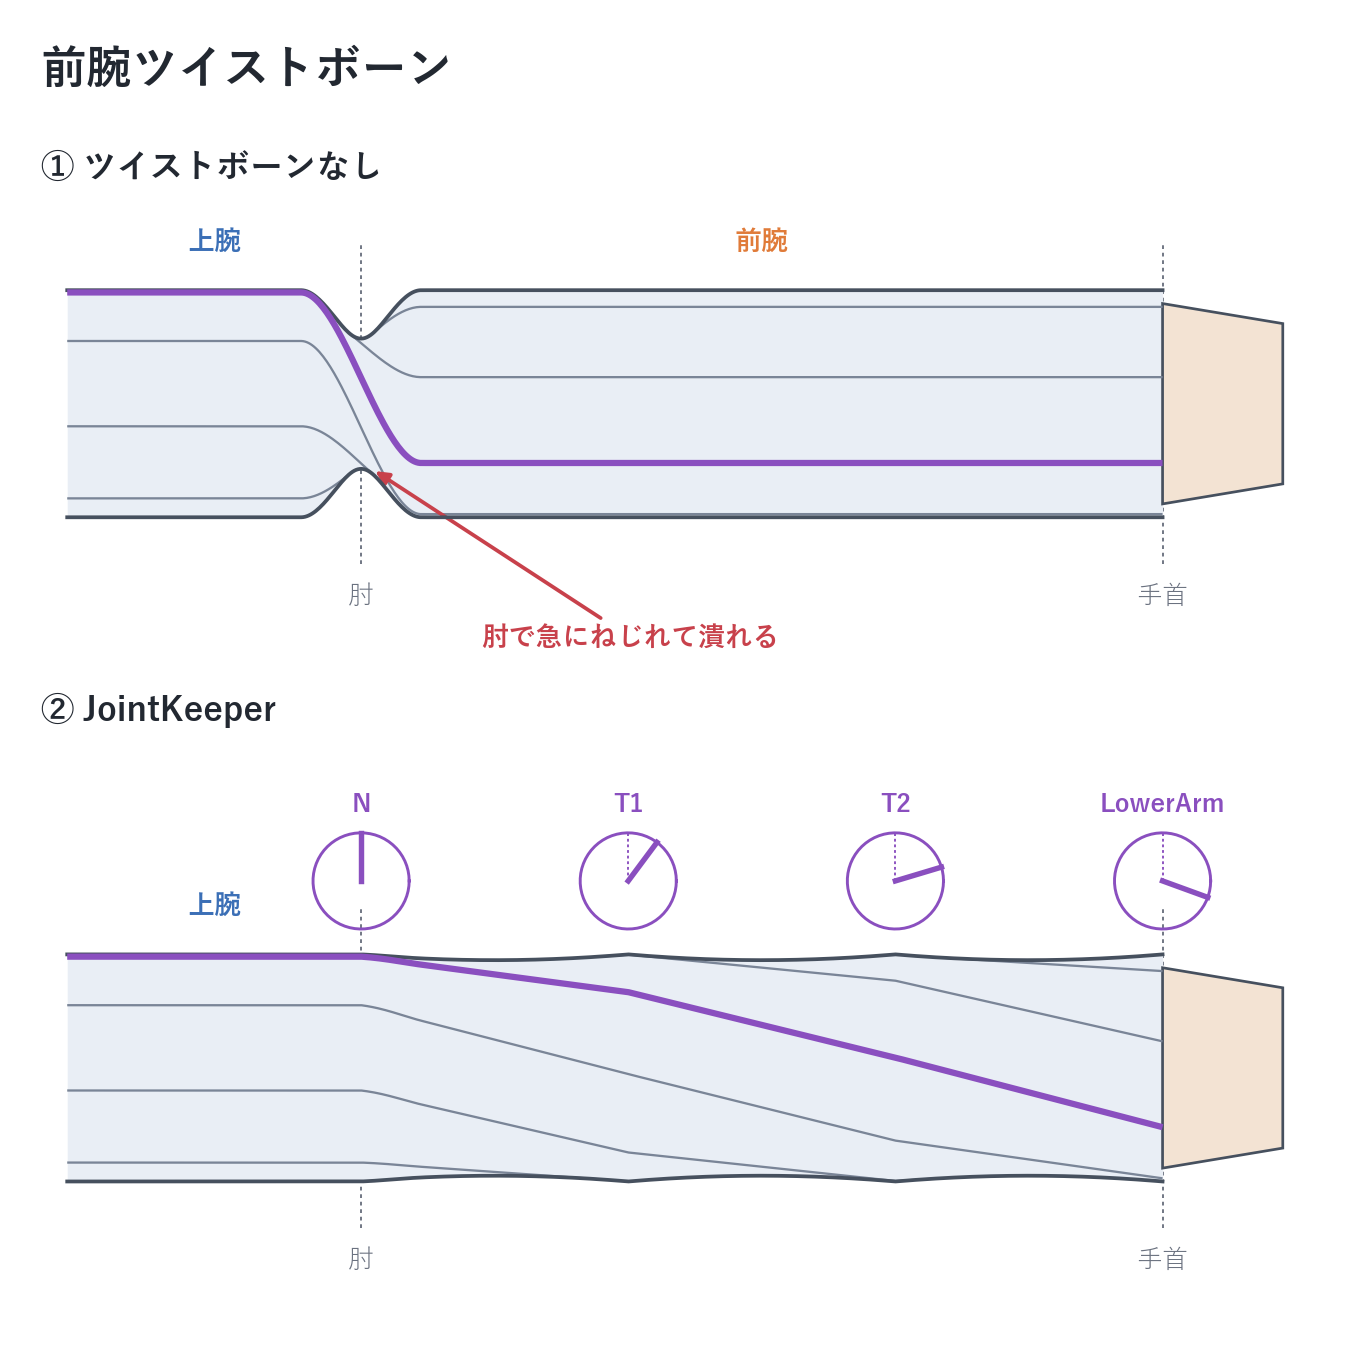 前腕ツイストボーン
① ツイストボーンなし
上腕
前腕
肘
手首
肘で急にねじれて潰れる
② JointKeeper
N
T1
T2
LowerArm
上腕
肘
手首